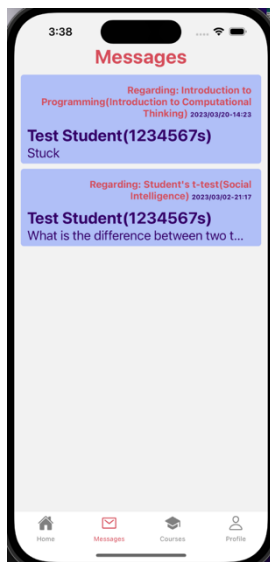 3:38
Messages
Regarding: Introduction to
Programming(Introduction to Computational
Thinking) 2023/03/20-14:23
Test Student(1234567s)
Stuck
Regarding: Student's t-test(Social
Intelligence) 2023/03/02-21:17
Test Student(1234567s)
What is the difference between two t...
Home Messages Courses Profile